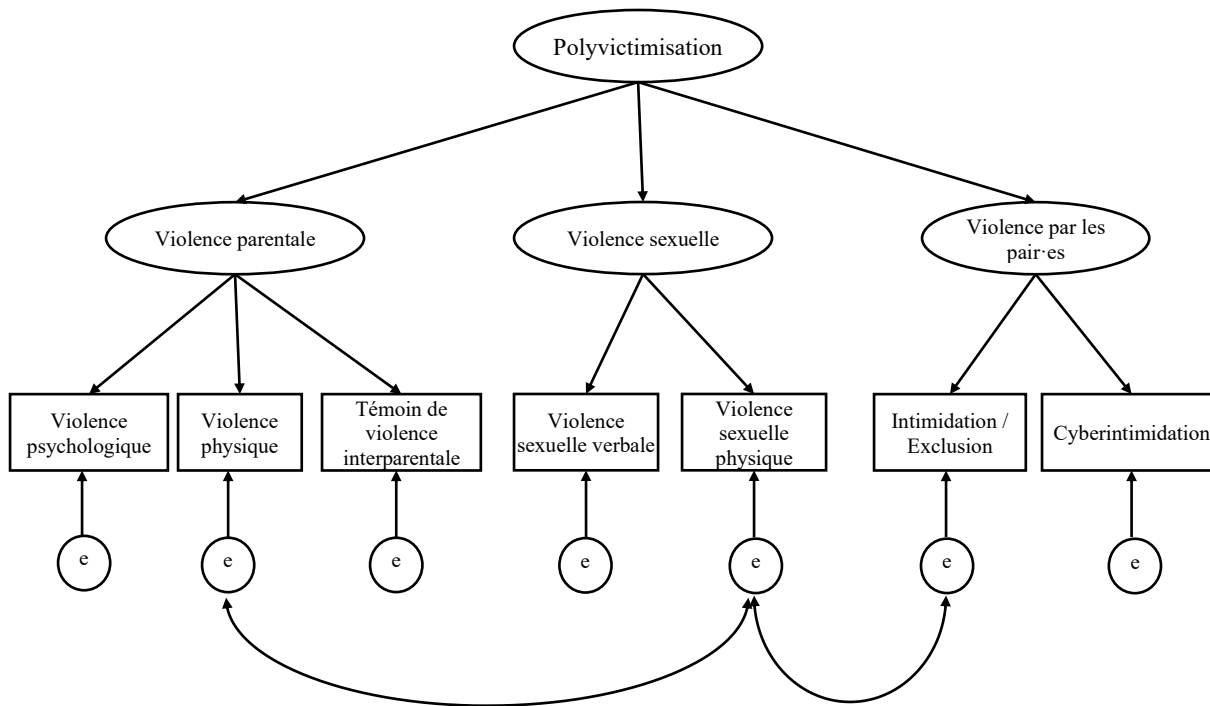 Polyvictimisation
Violence parentale
Violence sexuelle
Violence par les
pair·es
Violence
psychologique
Violence
physique
Témoin de
violence
interparentale
Violence
sexuelle verbale
Violence
sexuelle
physique
Intimidation /
Exclusion
Cyberintimidation
e
e
e
e
e
e
e